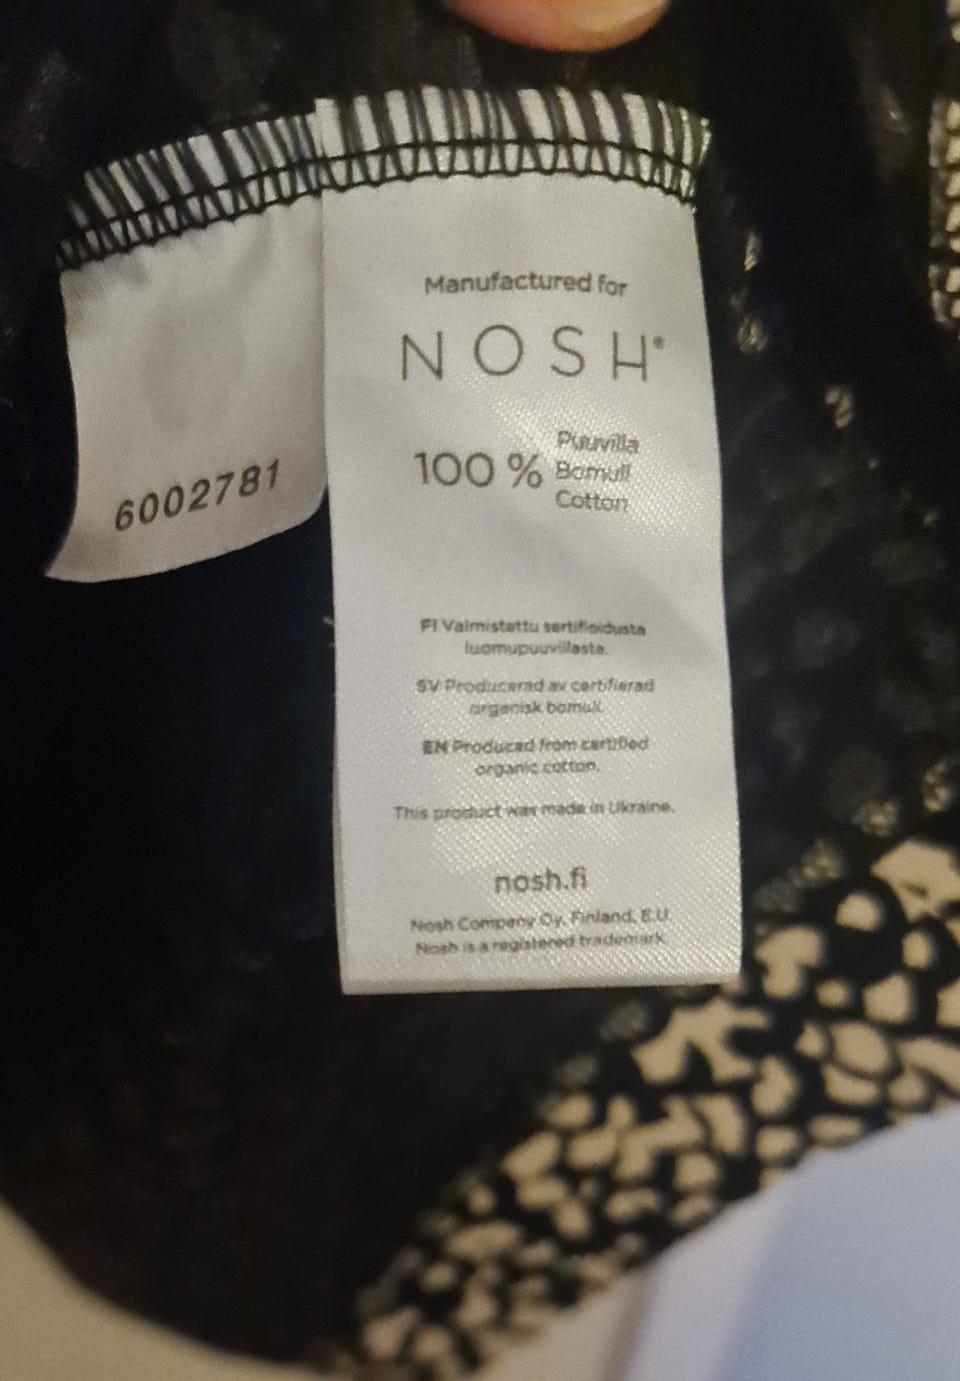 6002781
Manufactured for
NOSH®
100 %
Puuvilla
Bomull
Cotton
FI Valmistettu sertifioidusta
luomupuuvillasta.
SV Producerad av certifierad
organisk bomull.
EN Produced from certified
organic cotton.
This product was made in Ukraine.
nosh.fi
Nosh Company Oy, Finland, E.U.
Nosh is a registered trademark.